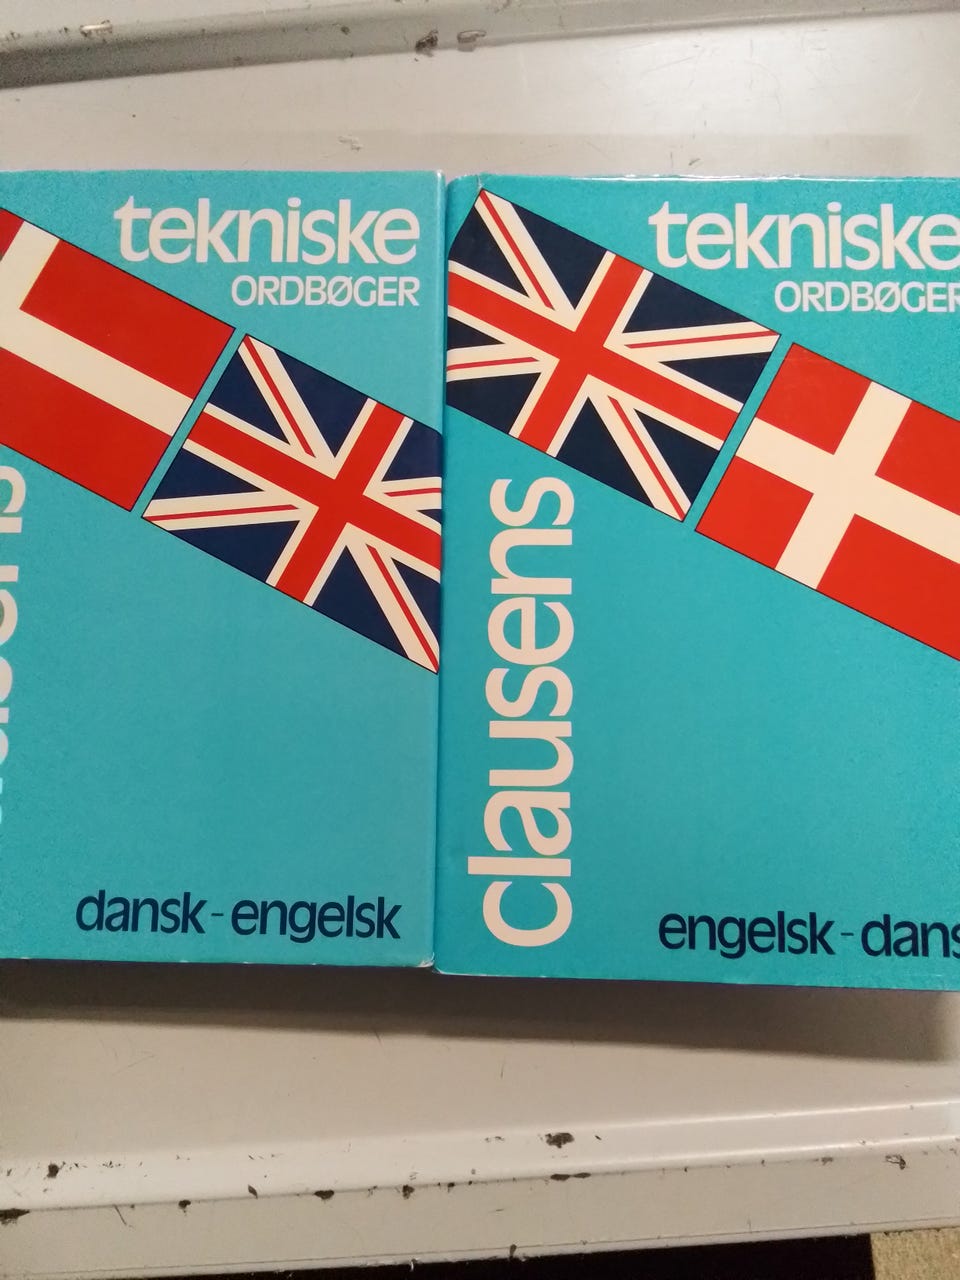 tekniske
ORDBØGER
dansk - engelsk
tekniske
ORDBØGER
clausens
engelsk - dans